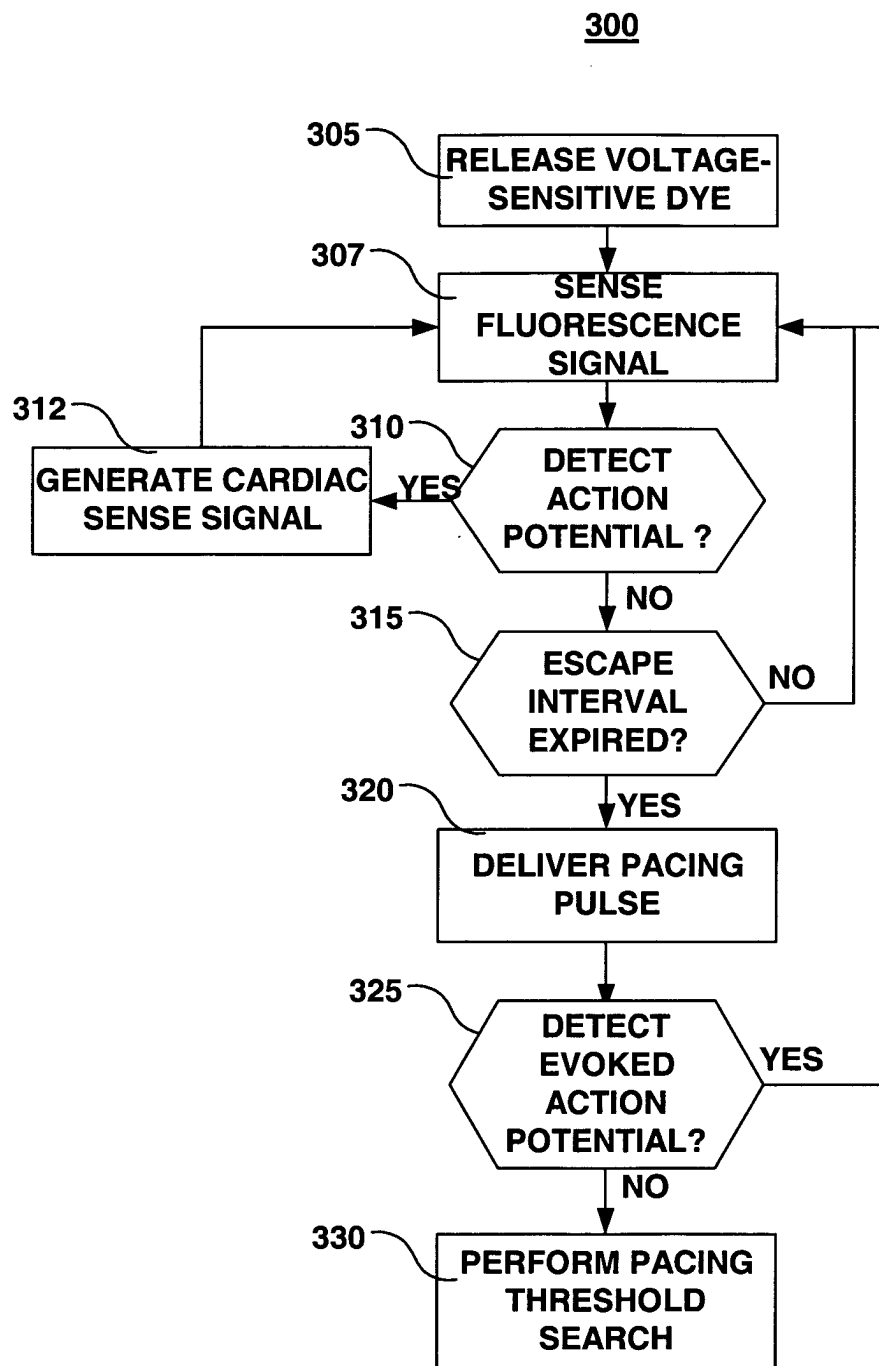 300
305
RELEASE VOLTAGE-
SENSITIVE DYE
307
SENSE
FLUORESCENCE
SIGNAL
312
GENERATE CARDIAC
SENSE SIGNAL
310
YES
DETECT
ACTION
POTENTIAL ?
NO
315
ESCAPE
INTERVAL
EXPIRED?
NO
YES
320
DELIVER PACING
PULSE
325
DETECT
EVOKED
ACTION
POTENTIAL?
YES
NO
330
PERFORM PACING
THRESHOLD
SEARCH